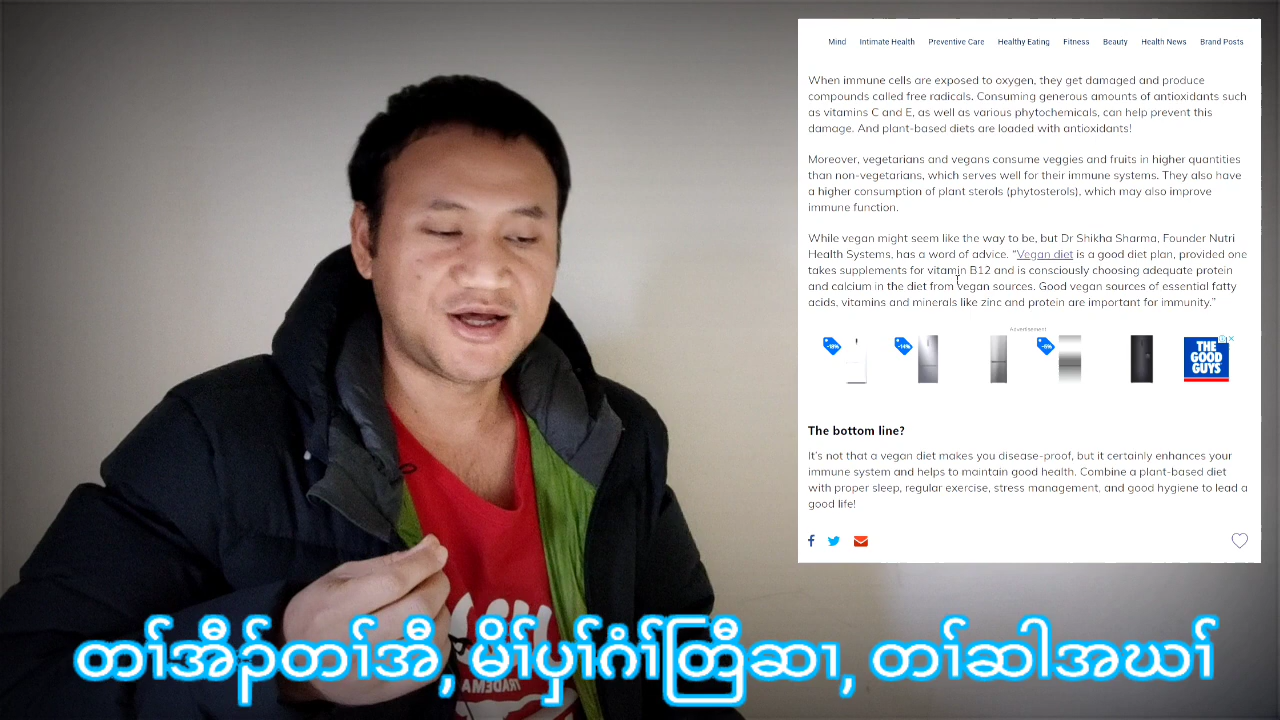 Mind Intimate Health Preventive Care Healthy Eating Fitness Beauty Health News Brand Posts
When immune cells are exposed to oxygen, they get damaged and produce
compounds called free radicals. Consuming generous amounts of antioxidants such
as vitamins C and E, as well as various phytochemicals, can help prevent this
damage. And plant-based diets are loaded with antioxidants!
Moreover, vegetarians and vegans consume veggies and fruits in higher quantities
than non-vegetarians, which serves well for their immune systems. They also have
a higher consumption of plant sterols (phytosterols), which may also improve
immune function.
While vegan might seem like the way to be, but Dr Shikha Sharma, Founder Nutri
Health Systems, has a word of advice. “Vegan diet is a good diet plan, provided one
takes supplements for vitamin B12 and is consciously choosing adequate protein
and calcium in the diet from vegan sources. Good vegan sources of essential fatty
acids, vitamins and minerals like zinc and protein are important for immunity.”
Advertisement
THE
GOOD
GUYS
The bottom line?
It’s not that a vegan diet makes you disease-proof, but it certainly enhances your
immune system and helps to maintain good health. Combine a plant-based diet
with proper sleep, regular exercise, stress management, and good hygiene to lead a
good life!
တၢ်အီၣ်တၢ်အီ, မိၢ်ပှၢ်ဂံၢ်တြီဆၢ, တၢ်ဆါအဃၢ်